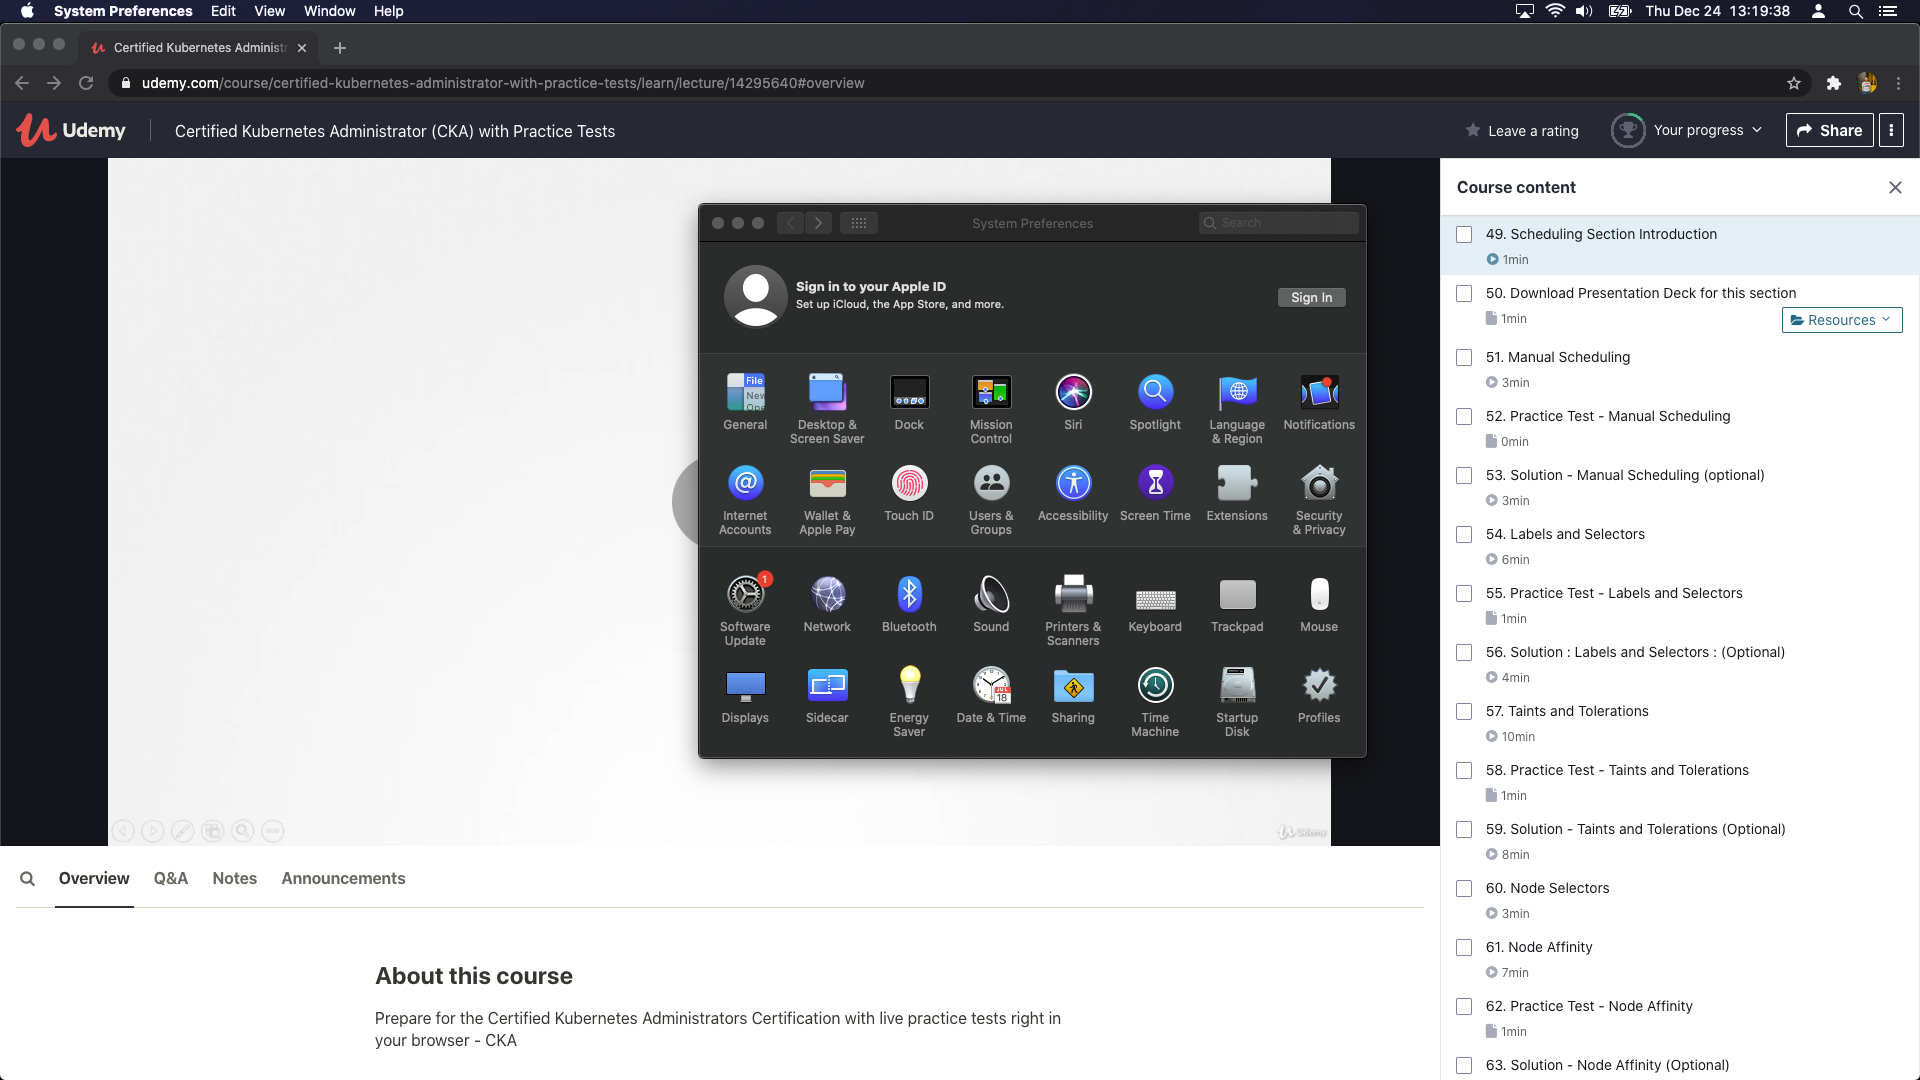 System Preferences Edit View Window Help
Thu Dec 24 13:19:38
Certified Kubernetes Administr
udemy.com/course/certified-kubernetes-administrator-with-practice-tests/learn/lecture/14295640#overview
Udemy
Certified Kubernetes Administrator (CKA) with Practice Tests
Leave a rating
Your progress
Share
System Preferences
Search
Sign in to your Apple ID
Set up iCloud, the App Store, and more.
Sign In
File
New
Ope
General
Desktop &
Screen Saver
Dock
Mission
Control
Siri
Spotlight
Language
& Region
Notifications
Internet
Accounts
Wallet &
Apple Pay
Touch ID
Users &
Groups
Accessibility
Screen Time
Extensions
Security
& Privacy
1
Software
Update
Network
Bluetooth
Sound
Printers &
Scanners
Keyboard
Trackpad
Mouse
Displays
Sidecar
Energy
Saver
JUL
18
Date & Time
Sharing
Time
Machine
Startup
Disk
Profiles
Udemy
Overview
Q&A
Notes
Announcements
About this course
Prepare for the Certified Kubernetes Administrators Certification with live practice tests right in
your browser - CKA
Course content
49. Scheduling Section Introduction
1min
50. Download Presentation Deck for this section
1min
Resources
51. Manual Scheduling
3min
52. Practice Test - Manual Scheduling
0min
53. Solution - Manual Scheduling (optional)
3min
54. Labels and Selectors
6min
55. Practice Test - Labels and Selectors
1min
56. Solution : Labels and Selectors : (Optional)
4min
57. Taints and Tolerations
10min
58. Practice Test - Taints and Tolerations
1min
59. Solution - Taints and Tolerations (Optional)
8min
60. Node Selectors
3min
61. Node Affinity
7min
62. Practice Test - Node Affinity
1min
63. Solution - Node Affinity (Optional)